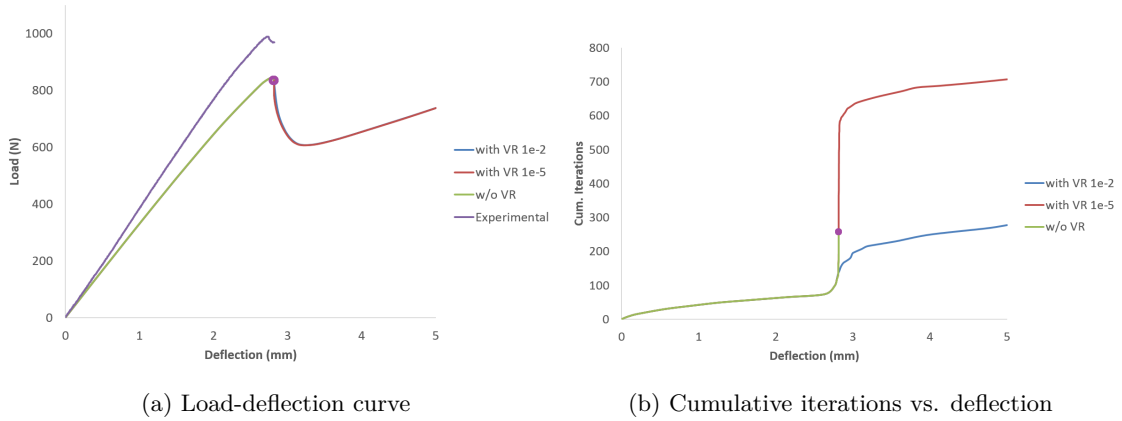 1000
800
600
400
200
0
Load (N)
0 1 2 3 4 5
Deflection (mm)
with VR 1e-2
with VR 1e-5
w/o VR
Experimental
(a) Load-deflection curve
800
700
600
500
400
300
200
100
0
Cum. Iterations
0 1 2 3 4 5
Deflection (mm)
with VR 1e-2
with VR 1e-5
w/o VR
(b) Cumulative iterations vs. deflection